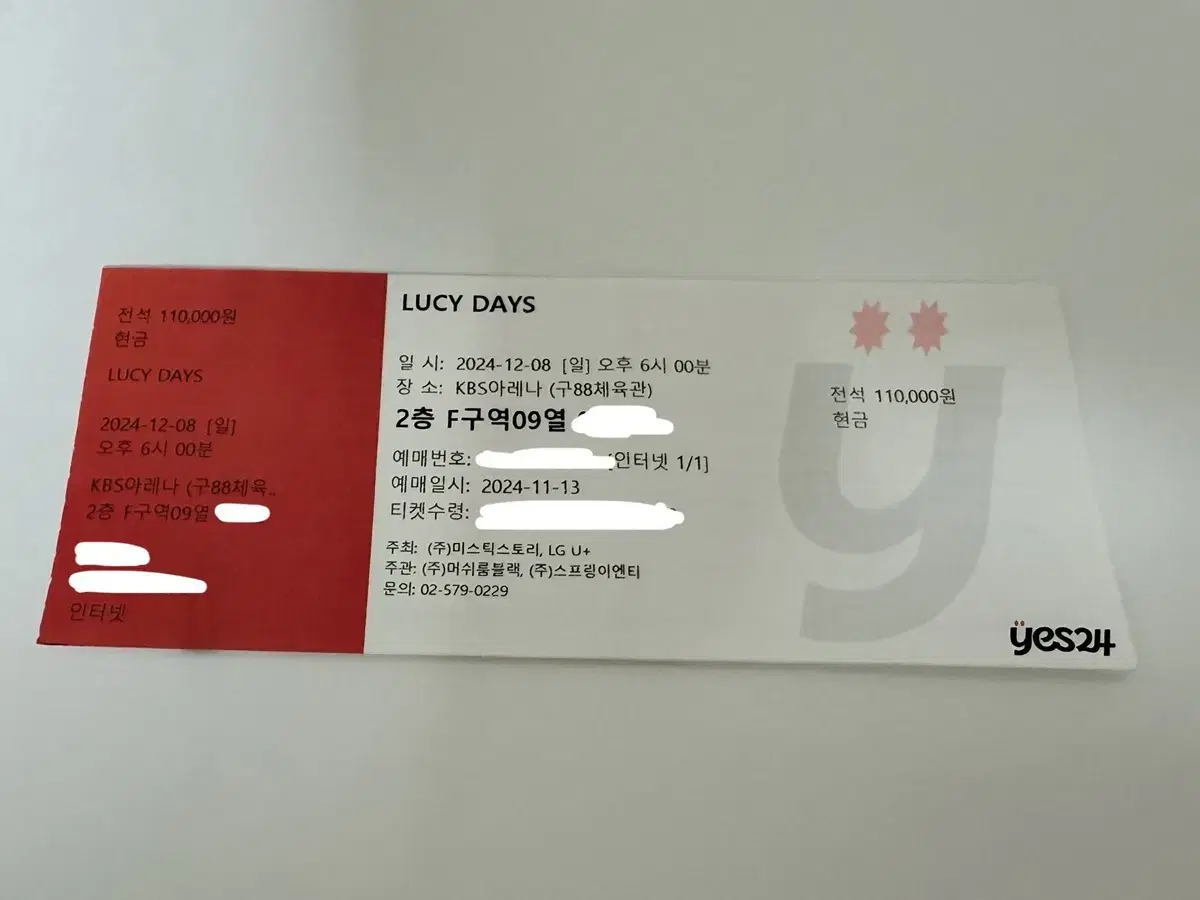 전석 110,000원
현금
LUCY DAYS
2024-12-08 [일]
오후 6시 00분
KBS아레나 (구88체육..
2층 F구역09열
인터넷
LUCY DAYS
일 시: 2024-12-08 [일] 오후 6시 00분
장 소: KBS아레나 (구88체육관)
2층 F구역09열
예매번호: [인터넷 1/1]
예매일시: 2024-11-13
티켓수령:
주최: (주)미스틱스토리, LG U+
주관: (주)머쉬룸블랙, (주)스프링이엔티
문의: 02-579-0229
전석 110,000원
현금
ÿ
ÿes24